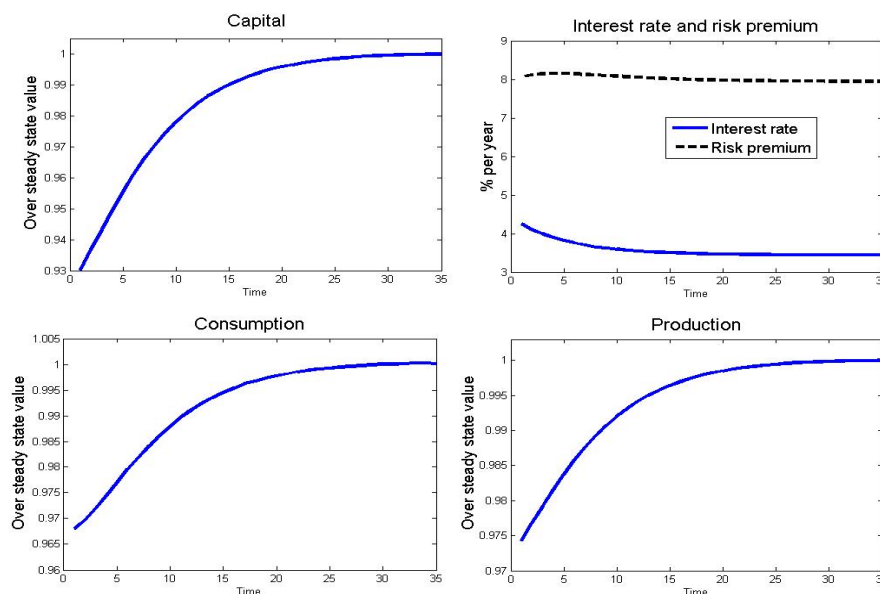 Capital
Over steady state value
1
0.99
0.98
0.97
0.96
0.95
0.94
0.93
0 5 10 15 20 25 30 35
Time
Interest rate and risk premium
% per year
9
8
7
6
5
4
3
Interest rate
Risk premium
0 5 10 15 20 25 30 35
Time
Consumption
Over steady state value
1.005
1
0.995
0.99
0.985
0.98
0.975
0.97
0.965
0.96
0 5 10 15 20 25 30 35
Time
Production
Over steady state value
1
0.995
0.99
0.985
0.98
0.975
0.97
0 5 10 15 20 25 30 35
Time